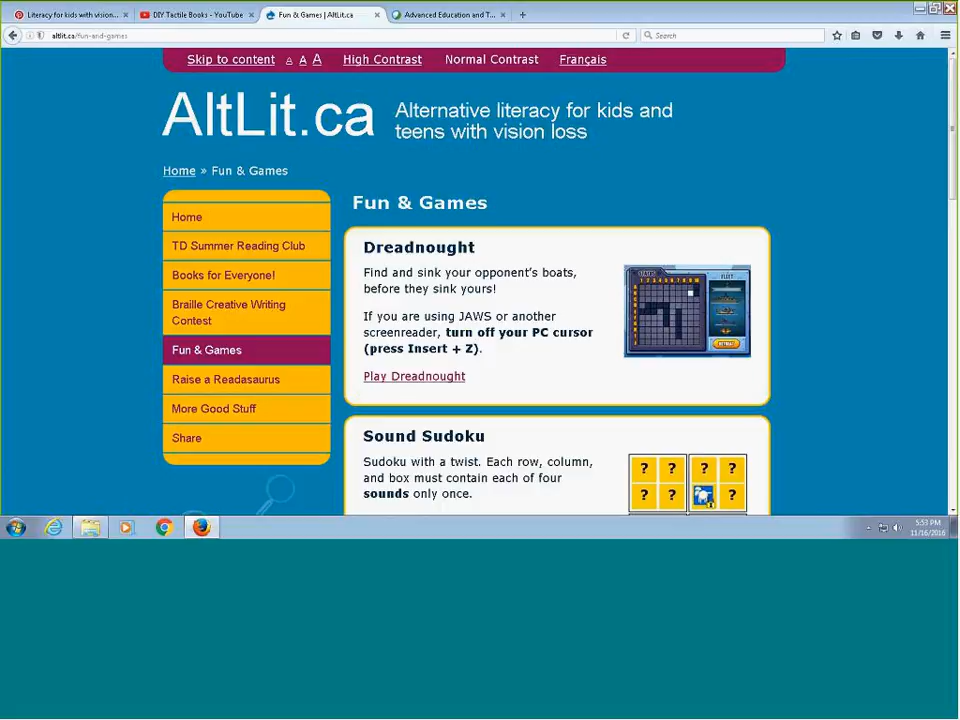 Literacy for kids with vision...
DIY Tactile Books - YouTube
Fun & Games | AltLit.ca
Advanced Education and T...
altlit.ca/fun-and-games
Search
Skip to content A A A High Contrast Normal Contrast Français
AltLit.ca
Alternative literacy for kids and
teens with vision loss
Home » Fun & Games
Home
TD Summer Reading Club
Books for Everyone!
Braille Creative Writing
Contest
Fun & Games
Raise a Readasaurus
More Good Stuff
Share
Fun & Games
Dreadnought
Find and sink your opponent's boats,
before they sink yours!
If you are using JAWS or another
screenreader, turn off your PC cursor
(press Insert + Z).
Play Dreadnought
Sound Sudoku
Sudoku with a twist. Each row, column,
and box must contain each of four
sounds only once.
? ? ? ?
? ? ?
5:53 PM
11/16/2016